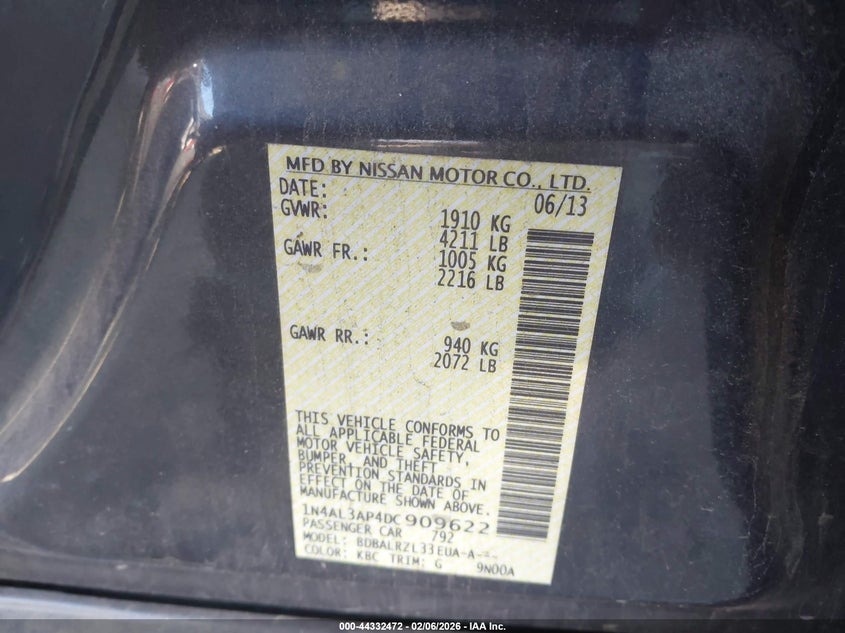 MFD BY NISSAN MOTOR CO., LTD.
DATE: 06/13
GVWR: 1910 KG
4211 LB
GAWR FR.: 1005 KG
2216 LB
GAWR RR.: 940 KG
2072 LB
THIS VEHICLE CONFORMS TO
ALL APPLICABLE FEDERAL
MOTOR VEHICLE SAFETY,
BUMPER, AND THEFT
PREVENTION STANDARDS IN
EFFECT ON THE DATE OF
MANUFACTURE SHOWN ABOVE.
1N4AL3AP4DC909622
PASSENGER CAR 792
MODEL: BDBALRZL33EUA-A---
COLOR: KBC TRIM: G 9N00A
000-44332472 - 02/06/2026 - IAA Inc.